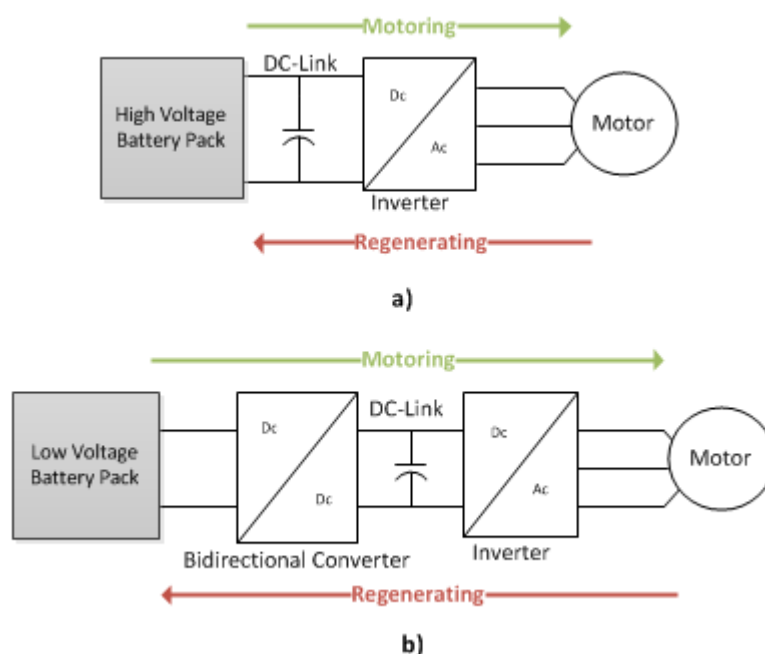 Motoring
DC-Link
High Voltage
Battery Pack
Dc
Ac
Motor
Inverter
Regenerating
a)
Motoring
DC-Link
Low Voltage
Battery Pack
Dc
Dc
Dc
Ac
Motor
Bidirectional Converter
Inverter
Regenerating
b)